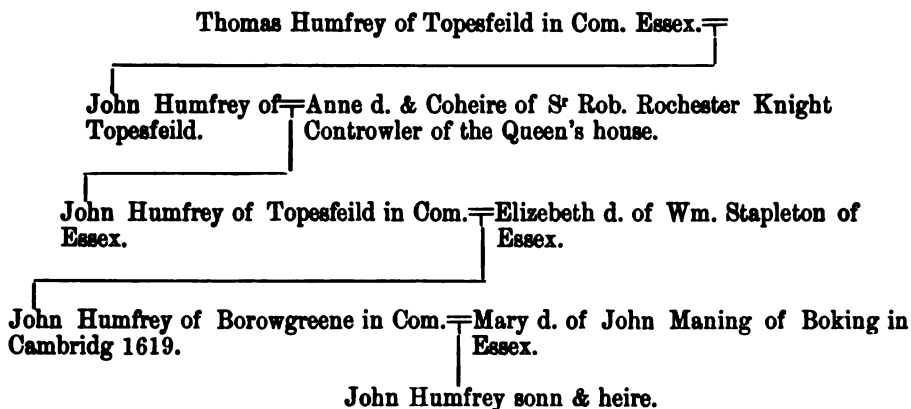 Thomas Humfrey of Topesfeild in Com. Essex.
John Humfrey of Topesfeild.
Anne d. & Coheire of Sr Rob. Rochester Knight
Controwler of the Queen's house.
John Humfrey of Topesfeild in Com.
Essex.
Elizebeth d. of Wm. Stapleton of
Essex.
John Humfrey of Borowgreene in Com.
Cambridg 1619.
Mary d. of John Maning of Boking in
Essex.
John Humfrey sonn & heire.